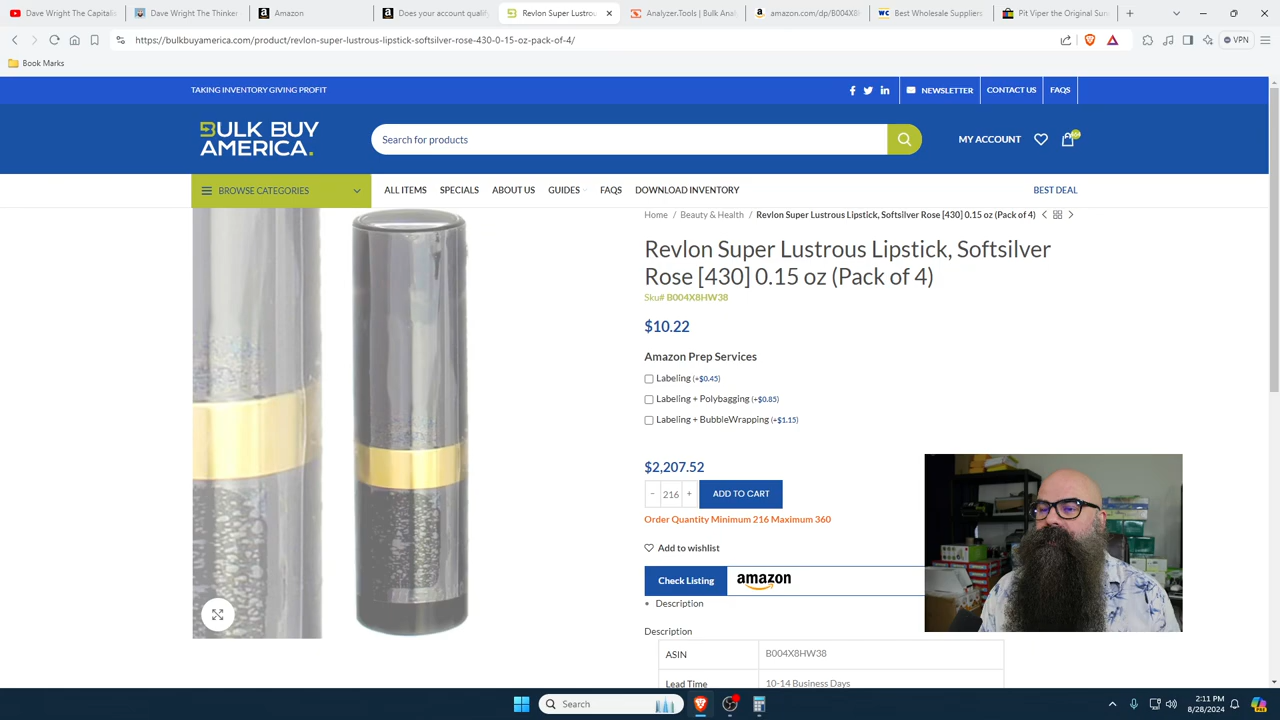 Dave Wright The Capitalis
Dave Wright The Thinker
Amazon
Does your account qualify
Revlon Super Lustrous
Analyzer.Tools | Bulk Anal
amazon.com/dp/B004X8H
Best Wholesale Suppliers
Pit Viper the Original Sun
https://bulkbuyamerica.com/product/revlon-super-lustrous-lipstick-softsilver-rose-430-0-15-oz-pack-of-4/
VPN
Book Marks
TAKING INVENTORY GIVING PROFIT
NEWSLETTER
CONTACT US
FAQS
BULK BUY
AMERICA.
Search for products
MY ACCOUNT
BROWSE CATEGORIES
ALL ITEMS
SPECIALS
ABOUT US
GUIDES
FAQS
DOWNLOAD INVENTORY
BEST DEAL
Home / Beauty & Health / Revlon Super Lustrous Lipstick, Softsilver Rose [430] 0.15 oz (Pack of 4)
Revlon Super Lustrous Lipstick, Softsilver
Rose [430] 0.15 oz (Pack of 4)
Sku# B004X8HW38
$10.22
Amazon Prep Services
Labeling (+$0.45)
Labeling + Polybagging (+$0.85)
Labeling + BubbleWrapping (+$1.15)
$2,207.52
- 216 + ADD TO CART
Order Quantity Minimum 216 Maximum 360
Add to wishlist
Check Listing amazon
Description
Description
ASIN B004X8HW38
Lead Time 10-14 Business Days
Search
2:11 PM
8/28/2024